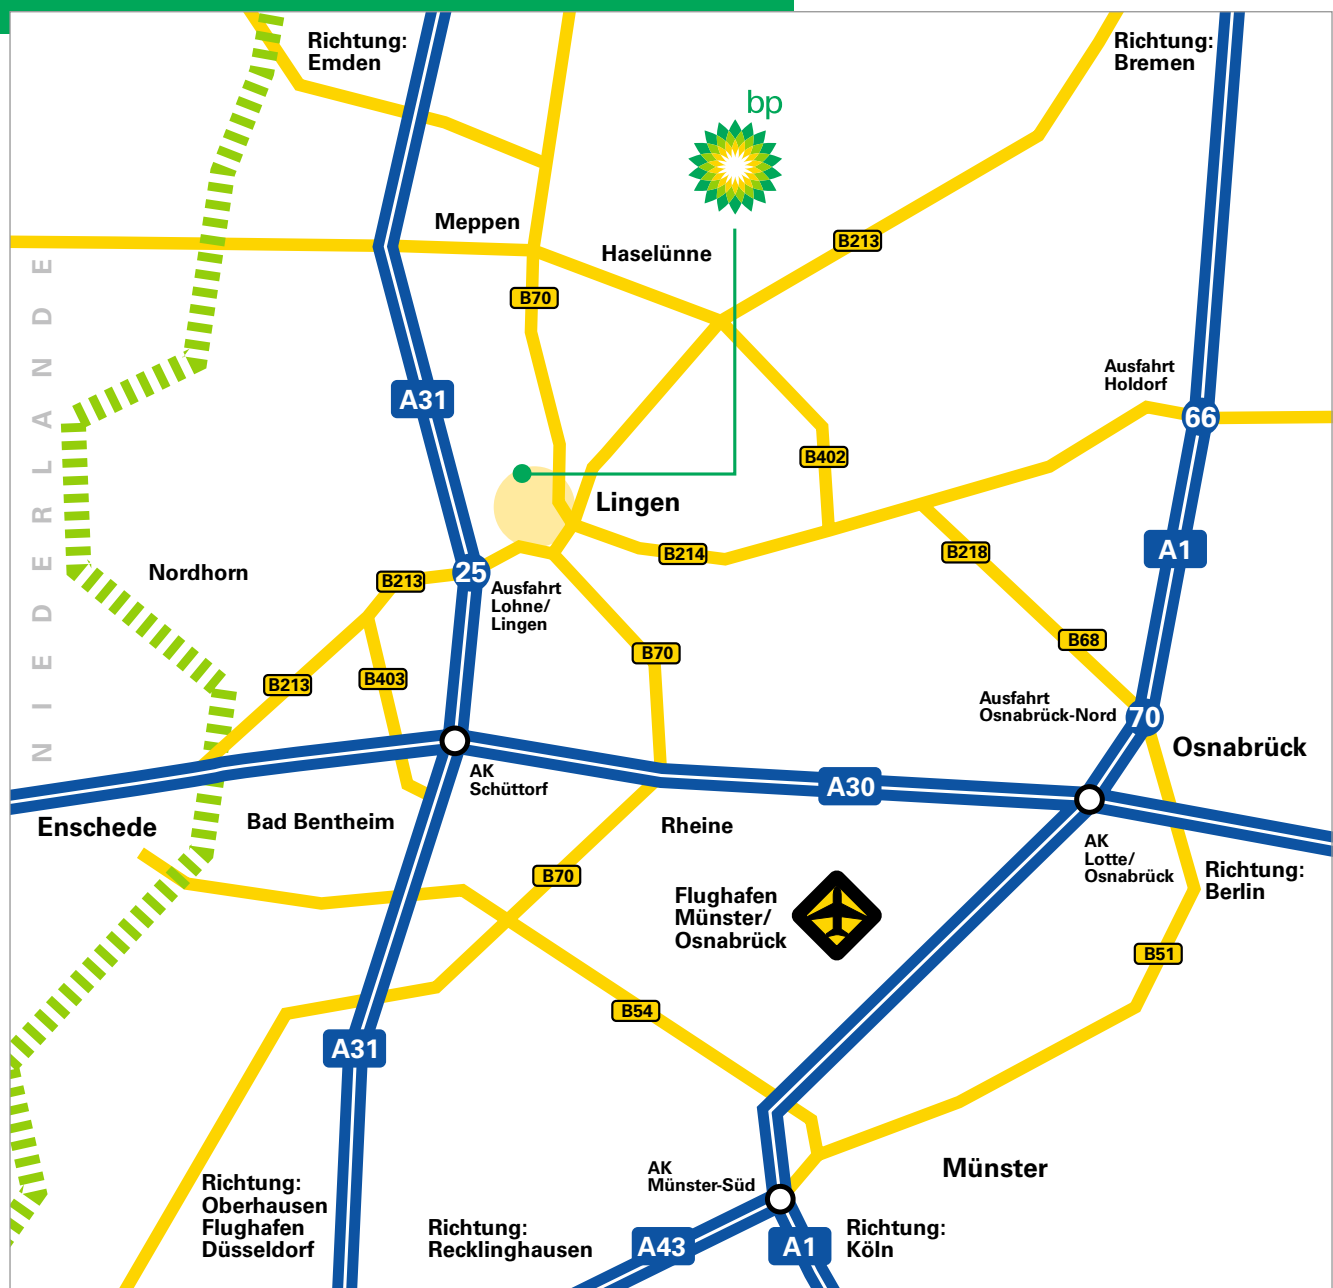 Richtung:
Emden
Richtung:
Bremen
bp
Meppen
Haselünne
B213
B70
NIEDERLANDE
A31
Ausfahrt
Holdorf
66
B402
Lingen
B214
B218
A1
Nordhorn
B213
25
Ausfahrt
Lohne/
Lingen
B70
B68
B213
B403
Ausfahrt
Osnabrück-Nord
70
Osnabrück
AK
Schüttorf
A30
Enschede
Bad Bentheim
Rheine
AK
Lotte/
Osnabrück
Richtung:
Berlin
B70
Flughafen
Münster/
Osnabrück
B51
B54
A31
AK
Münster-Süd
Münster
Richtung:
Oberhausen
Flughafen
Düsseldorf
Richtung:
Recklinghausen
A43
A1
Richtung:
Köln